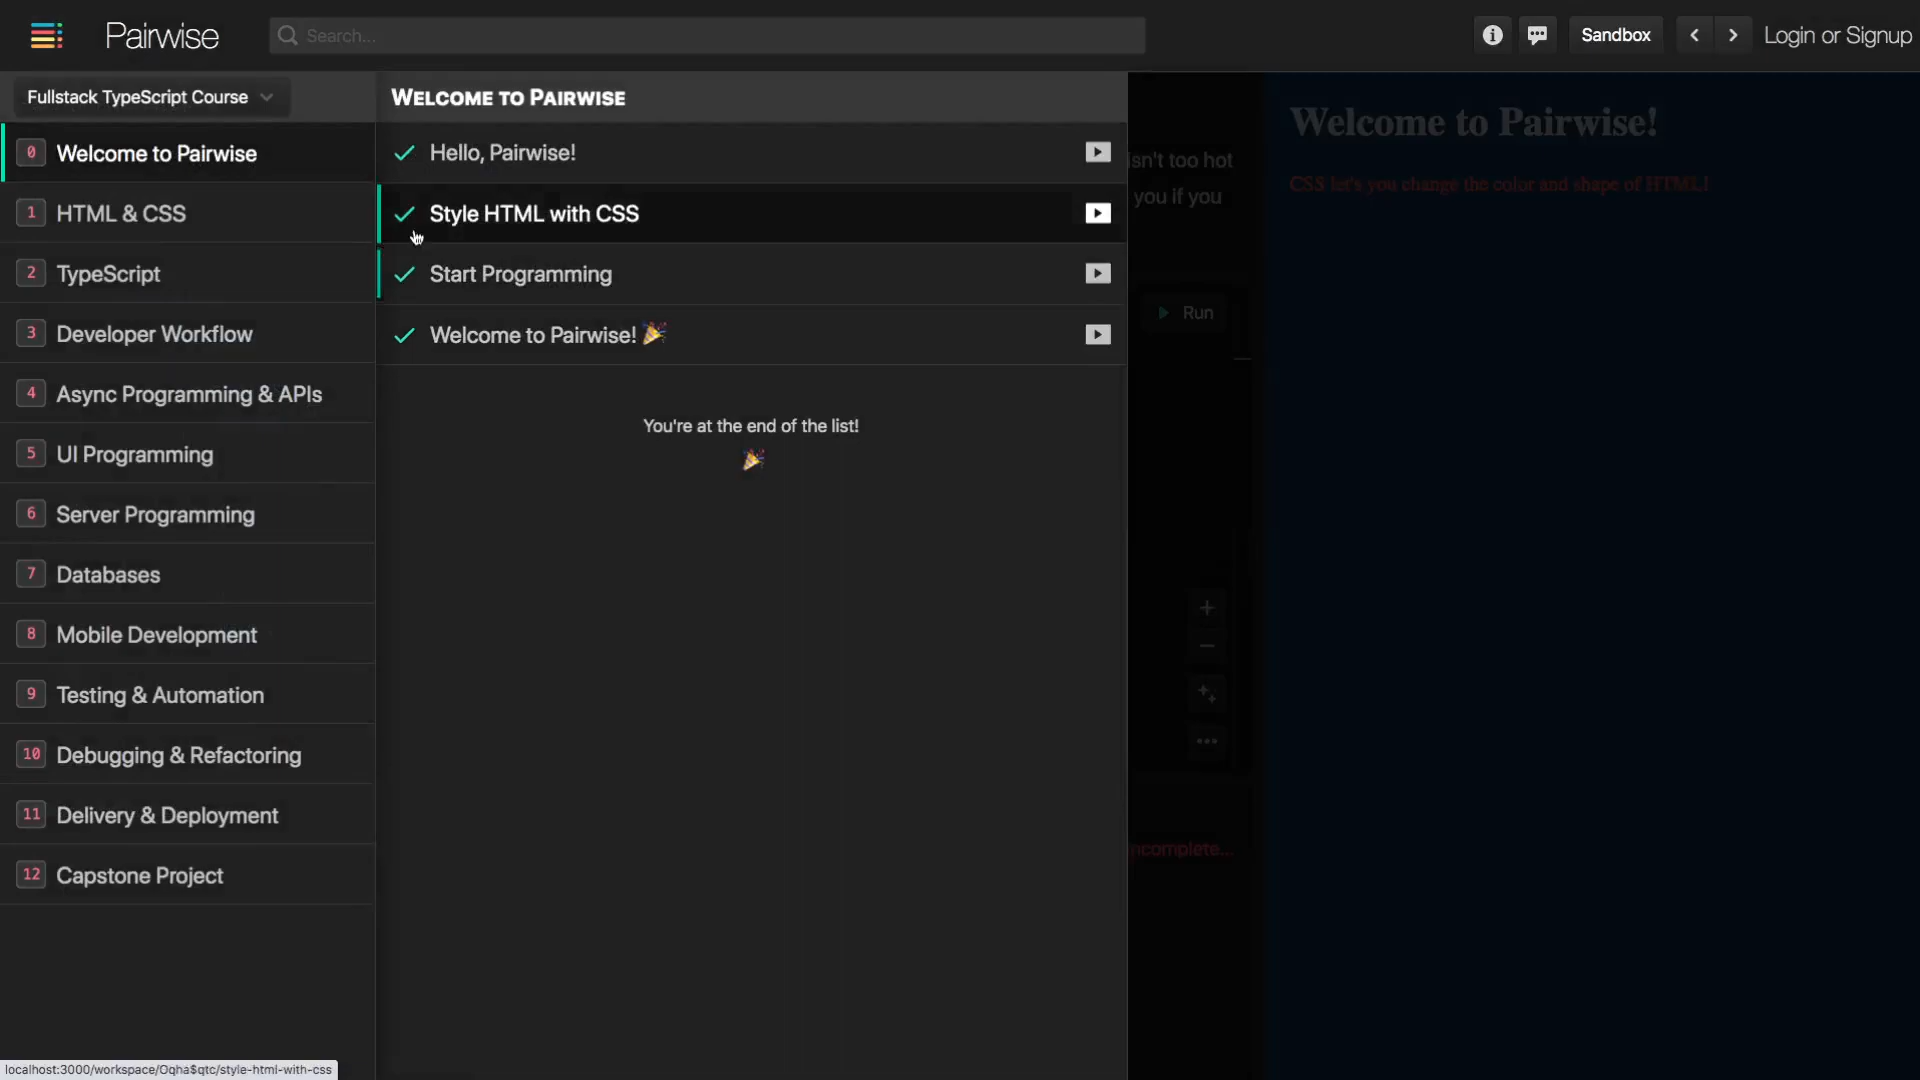 Pairwise
Search...
Sandbox
Login or Signup
Fullstack TypeScript Course
WELCOME TO PAIRWISE
0 Welcome to Pairwise
1 HTML & CSS
2 TypeScript
3 Developer Workflow
4 Async Programming & APIs
5 UI Programming
6 Server Programming
7 Databases
8 Mobile Development
9 Testing & Automation
10 Debugging & Refactoring
11 Delivery & Deployment
12 Capstone Project
Hello, Pairwise!
Style HTML with CSS
Start Programming
Welcome to Pairwise! 🎉
You're at the end of the list!
🎉
isn't too hot
you if you
Run
ncomplete...
Welcome to Pairwise!
CSS let's you change the color and shape of HTML!
localhost:3000/workspace/Oqha$qtc/style-html-with-css